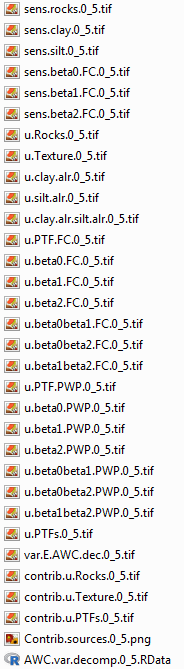 sens.rocks.0_5.tif
sens.clay.0_5.tif
sens.silt.0_5.tif
sens.beta0.FC.0_5.tif
sens.beta1.FC.0_5.tif
sens.beta2.FC.0_5.tif
u.Rocks.0_5.tif
u.Texture.0_5.tif
u.clay.alr.0_5.tif
u.silt.alr.0_5.tif
u.clay.alr.silt.alr.0_5.tif
u.PTF.FC.0_5.tif
u.beta0.FC.0_5.tif
u.beta1.FC.0_5.tif
u.beta2.FC.0_5.tif
u.beta0beta1.FC.0_5.tif
u.beta0beta2.FC.0_5.tif
u.beta1beta2.FC.0_5.tif
u.PTF.PWP.0_5.tif
u.beta0.PWP.0_5.tif
u.beta1.PWP.0_5.tif
u.beta2.PWP.0_5.tif
u.beta0beta1.PWP.0_5.tif
u.beta0beta2.PWP.0_5.tif
u.beta1beta2.PWP.0_5.tif
u.PTFs.0_5.tif
var.E.AWC.dec.0_5.tif
contrib.u.Rocks.0_5.tif
contrib.u.Texture.0_5.tif
contrib.u.PTFs.0_5.tif
Contrib.sources.0_5.png
AWC.var.decomp.0_5.RData